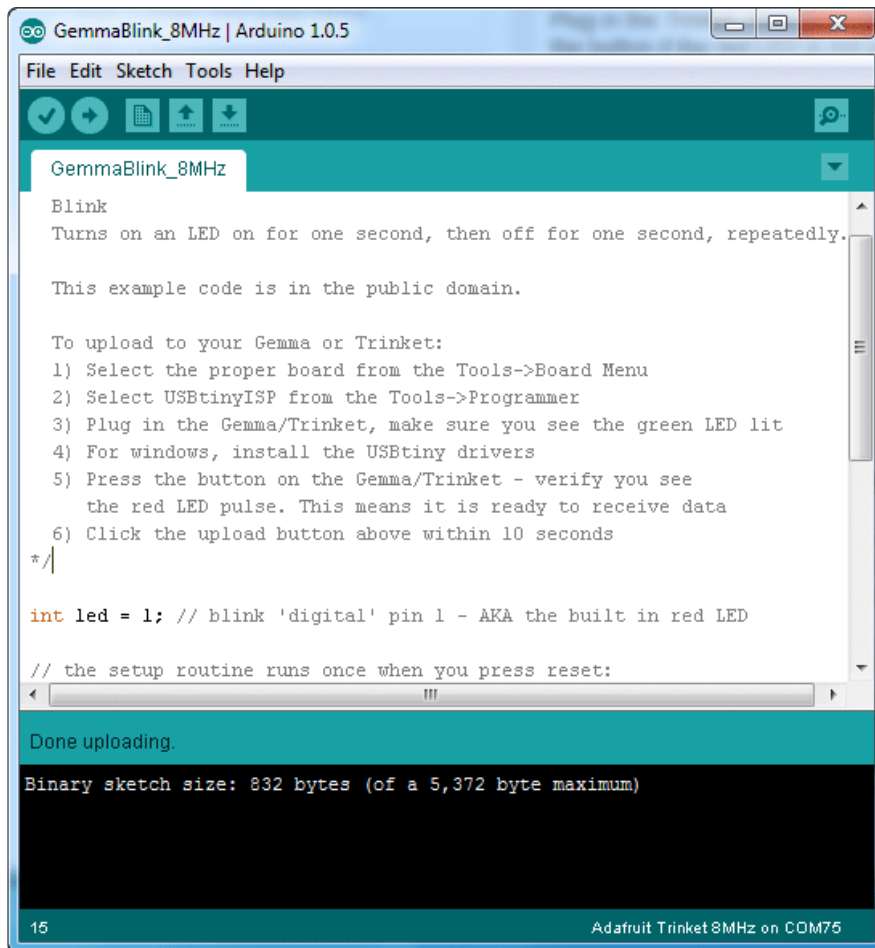 GemmaBlink_8MHz | Arduino 1.0.5
File Edit Sketch Tools Help
GemmaBlink_8MHz
Blink
Turns on an LED on for one second, then off for one second, repeatedly.
This example code is in the public domain.
To upload to your Gemma or Trinket:
1) Select the proper board from the Tools->Board Menu
2) Select USBtinyISP from the Tools->Programmer
3) Plug in the Gemma/Trinket, make sure you see the green LED lit
4) For windows, install the USBtiny drivers
5) Press the button on the Gemma/Trinket - verify you see
the red LED pulse. This means it is ready to receive data
6) Click the upload button above within 10 seconds
*/
int led = 1; // blink 'digital' pin 1 - AKA the built in red LED
// the setup routine runs once when you press reset:
Done uploading.
Binary sketch size: 832 bytes (of a 5,372 byte maximum)
15
Adafruit Trinket 8MHz on COM75